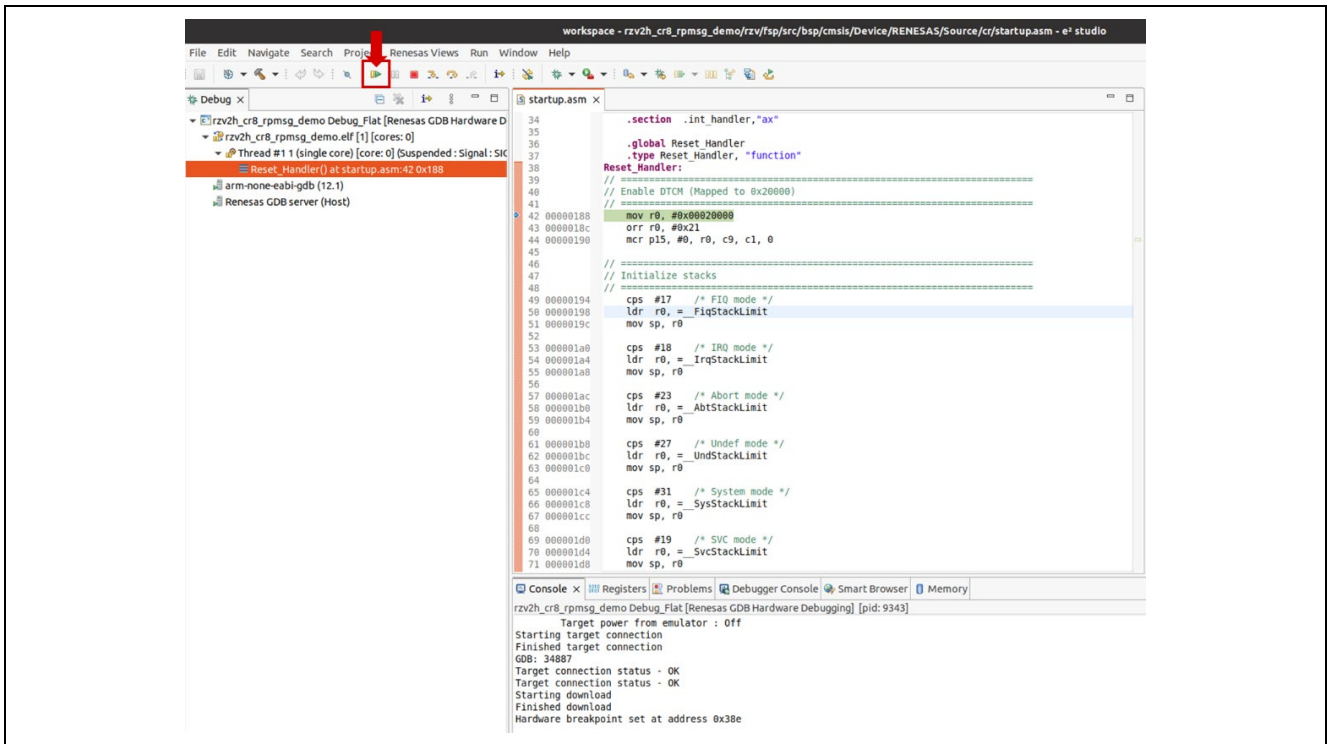 workspace - rzv2h_cr8_rpmsg_demo/rzv/fsp/src/bsp/cmsis/Device/RENESAS/Source/cr/startup.asm - e² studio
File Edit Navigate Search Project Renesas Views Run Window Help
Debug
startup.asm
rzv2h_cr8_rpmsg_demo Debug_Flat [Renesas GDB Hardware D
rzv2h_cr8_rpmsg_demo.elf [1] [cores: 0]
Thread #1 1 (single core) [core: 0] (Suspended : Signal : SIG
Reset_Handler() at startup.asm:42 0x188
arm-none-eabi-gdb (12.1)
Renesas GDB server (Host)
34 .section .int_handler,"ax"
35
36 .global Reset_Handler
37 .type Reset_Handler, "function"
38 Reset_Handler:
39 // =====================================================================
40 // Enable DTCM (Mapped to 0x20000)
41 // =====================================================================
42 00000188 mov r0, #0x00020000
43 0000018c orr r0, #0x21
44 00000190 mcr p15, #0, r0, c9, c1, 0
45
46 // =====================================================================
47 // Initialize stacks
48 // =====================================================================
49 00000194 cps #17 /* FIQ mode */
50 00000198 ldr r0, =__FiqStackLimit
51 0000019c mov sp, r0
52
53 000001a0 cps #18 /* IRQ mode */
54 000001a4 ldr r0, =__IrqStackLimit
55 000001a8 mov sp, r0
56
57 000001ac cps #23 /* Abort mode */
58 000001b0 ldr r0, =__AbtStackLimit
59 000001b4 mov sp, r0
60
61 000001b8 cps #27 /* Undef mode */
62 000001bc ldr r0, =__UndStackLimit
63 000001c0 mov sp, r0
64
65 000001c4 cps #31 /* System mode */
66 000001c8 ldr r0, =__SysStackLimit
67 000001cc mov sp, r0
68
69 000001d0 cps #19 /* SVC mode */
70 000001d4 ldr r0, =__SvcStackLimit
71 000001d8 mov sp, r0
Console Registers Problems Debugger Console Smart Browser Memory
rzv2h_cr8_rpmsg_demo Debug_Flat [Renesas GDB Hardware Debugging] [pid: 9343]
Target power from emulator : Off
Starting target connection
Finished target connection
GDB: 34887
Target connection status - OK
Target connection status - OK
Starting download
Finished download
Hardware breakpoint set at address 0x38e